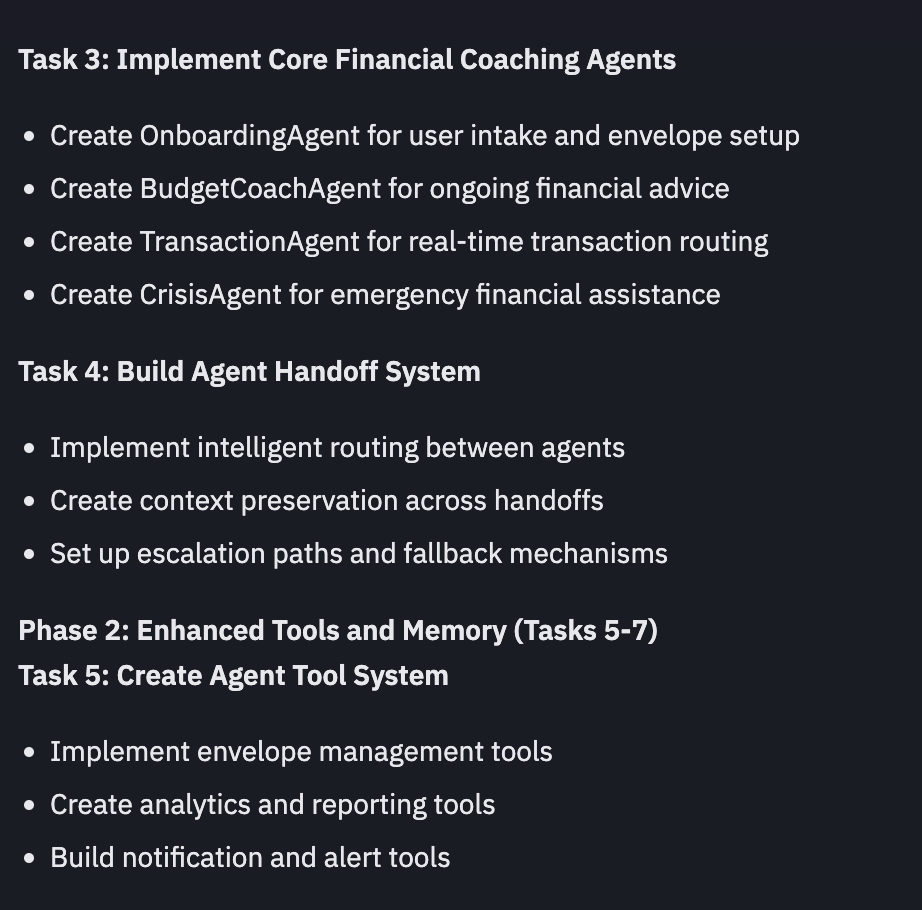 Task 3: Implement Core Financial Coaching Agents
• Create OnboardingAgent for user intake and envelope setup
• Create BudgetCoachAgent for ongoing financial advice
• Create TransactionAgent for real-time transaction routing
• Create CrisisAgent for emergency financial assistance
Task 4: Build Agent Handoff System
• Implement intelligent routing between agents
• Create context preservation across handoffs
• Set up escalation paths and fallback mechanisms
Phase 2: Enhanced Tools and Memory (Tasks 5-7)
Task 5: Create Agent Tool System
• Implement envelope management tools
• Create analytics and reporting tools
• Build notification and alert tools